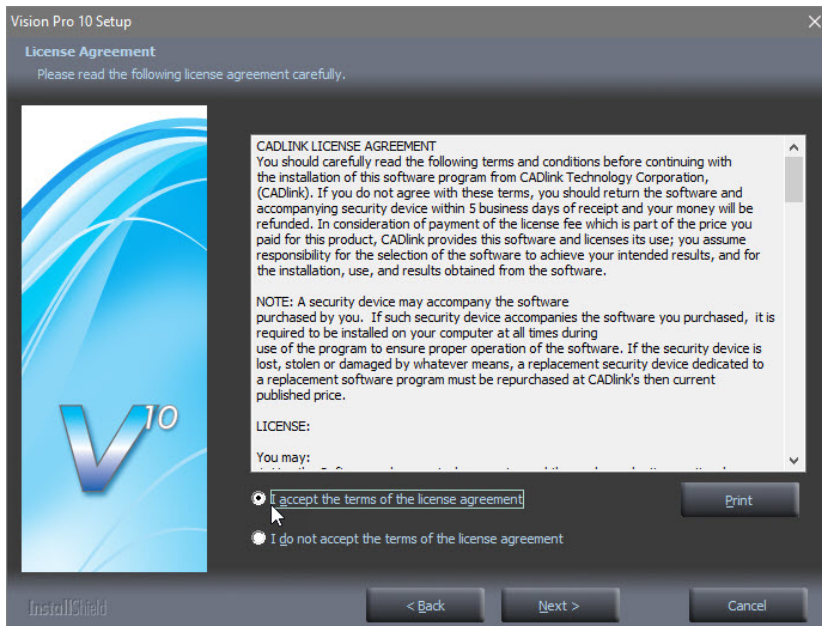 Vision Pro 10 Setup
License Agreement
Please read the following license agreement carefully.
CADLINK LICENSE AGREEMENT
You should carefully read the following terms and conditions before continuing with
the installation of this software program from CADlink Technology Corporation,
(CADlink). If you do not agree with these terms, you should return the software and
accompanying security device within 5 business days of receipt and your money will be
refunded. In consideration of payment of the license fee which is part of the price you
paid for this product, CADlink provides this software and licenses its use; you assume
responsibility for the selection of the software to achieve your intended results, and for
the installation, use, and results obtained from the software.
NOTE: A security device may accompany the software
purchased by you. If such security device accompanies the software you purchased, it is
required to be installed on your computer at all times during
use of the program to ensure proper operation of the software. If the security device is
lost, stolen or damaged by whatever means, a replacement security device dedicated to
a replacement software program must be repurchased at CADlink's then current
published price.
LICENSE:
You may:
V10
I accept the terms of the license agreement
Print
I do not accept the terms of the license agreement
InstallShield
< Back
Next >
Cancel